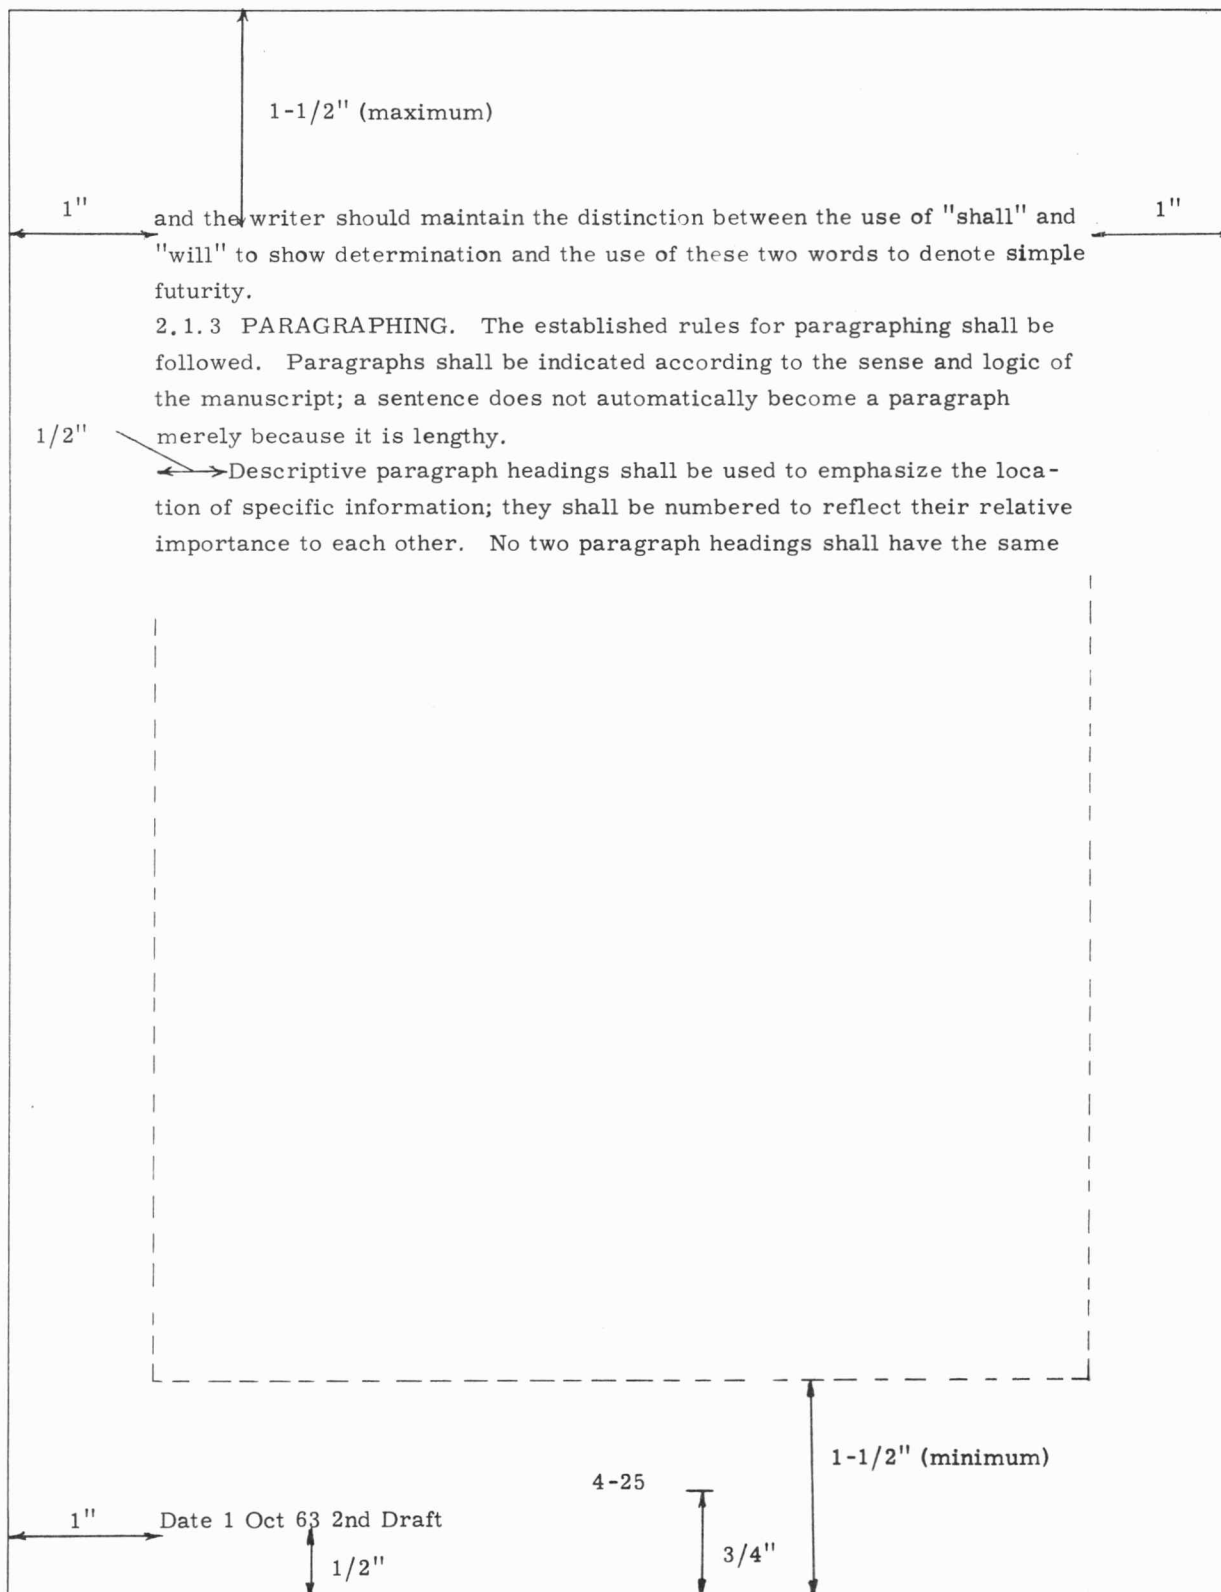 1-1/2" (maximum)
1"
and the writer should maintain the distinction between the use of "shall" and
1"
"will" to show determination and the use of these two words to denote simple
futurity.
2.1.3 PARAGRAPHING. The established rules for paragraphing shall be
followed. Paragraphs shall be indicated according to the sense and logic of
the manuscript; a sentence does not automatically become a paragraph
1/2"
merely because it is lengthy.
Descriptive paragraph headings shall be used to emphasize the loca-
tion of specific information; they shall be numbered to reflect their relative
importance to each other. No two paragraph headings shall have the same
1-1/2" (minimum)
4-25
1"
Date 1 Oct 63 2nd Draft
3/4"
1/2"